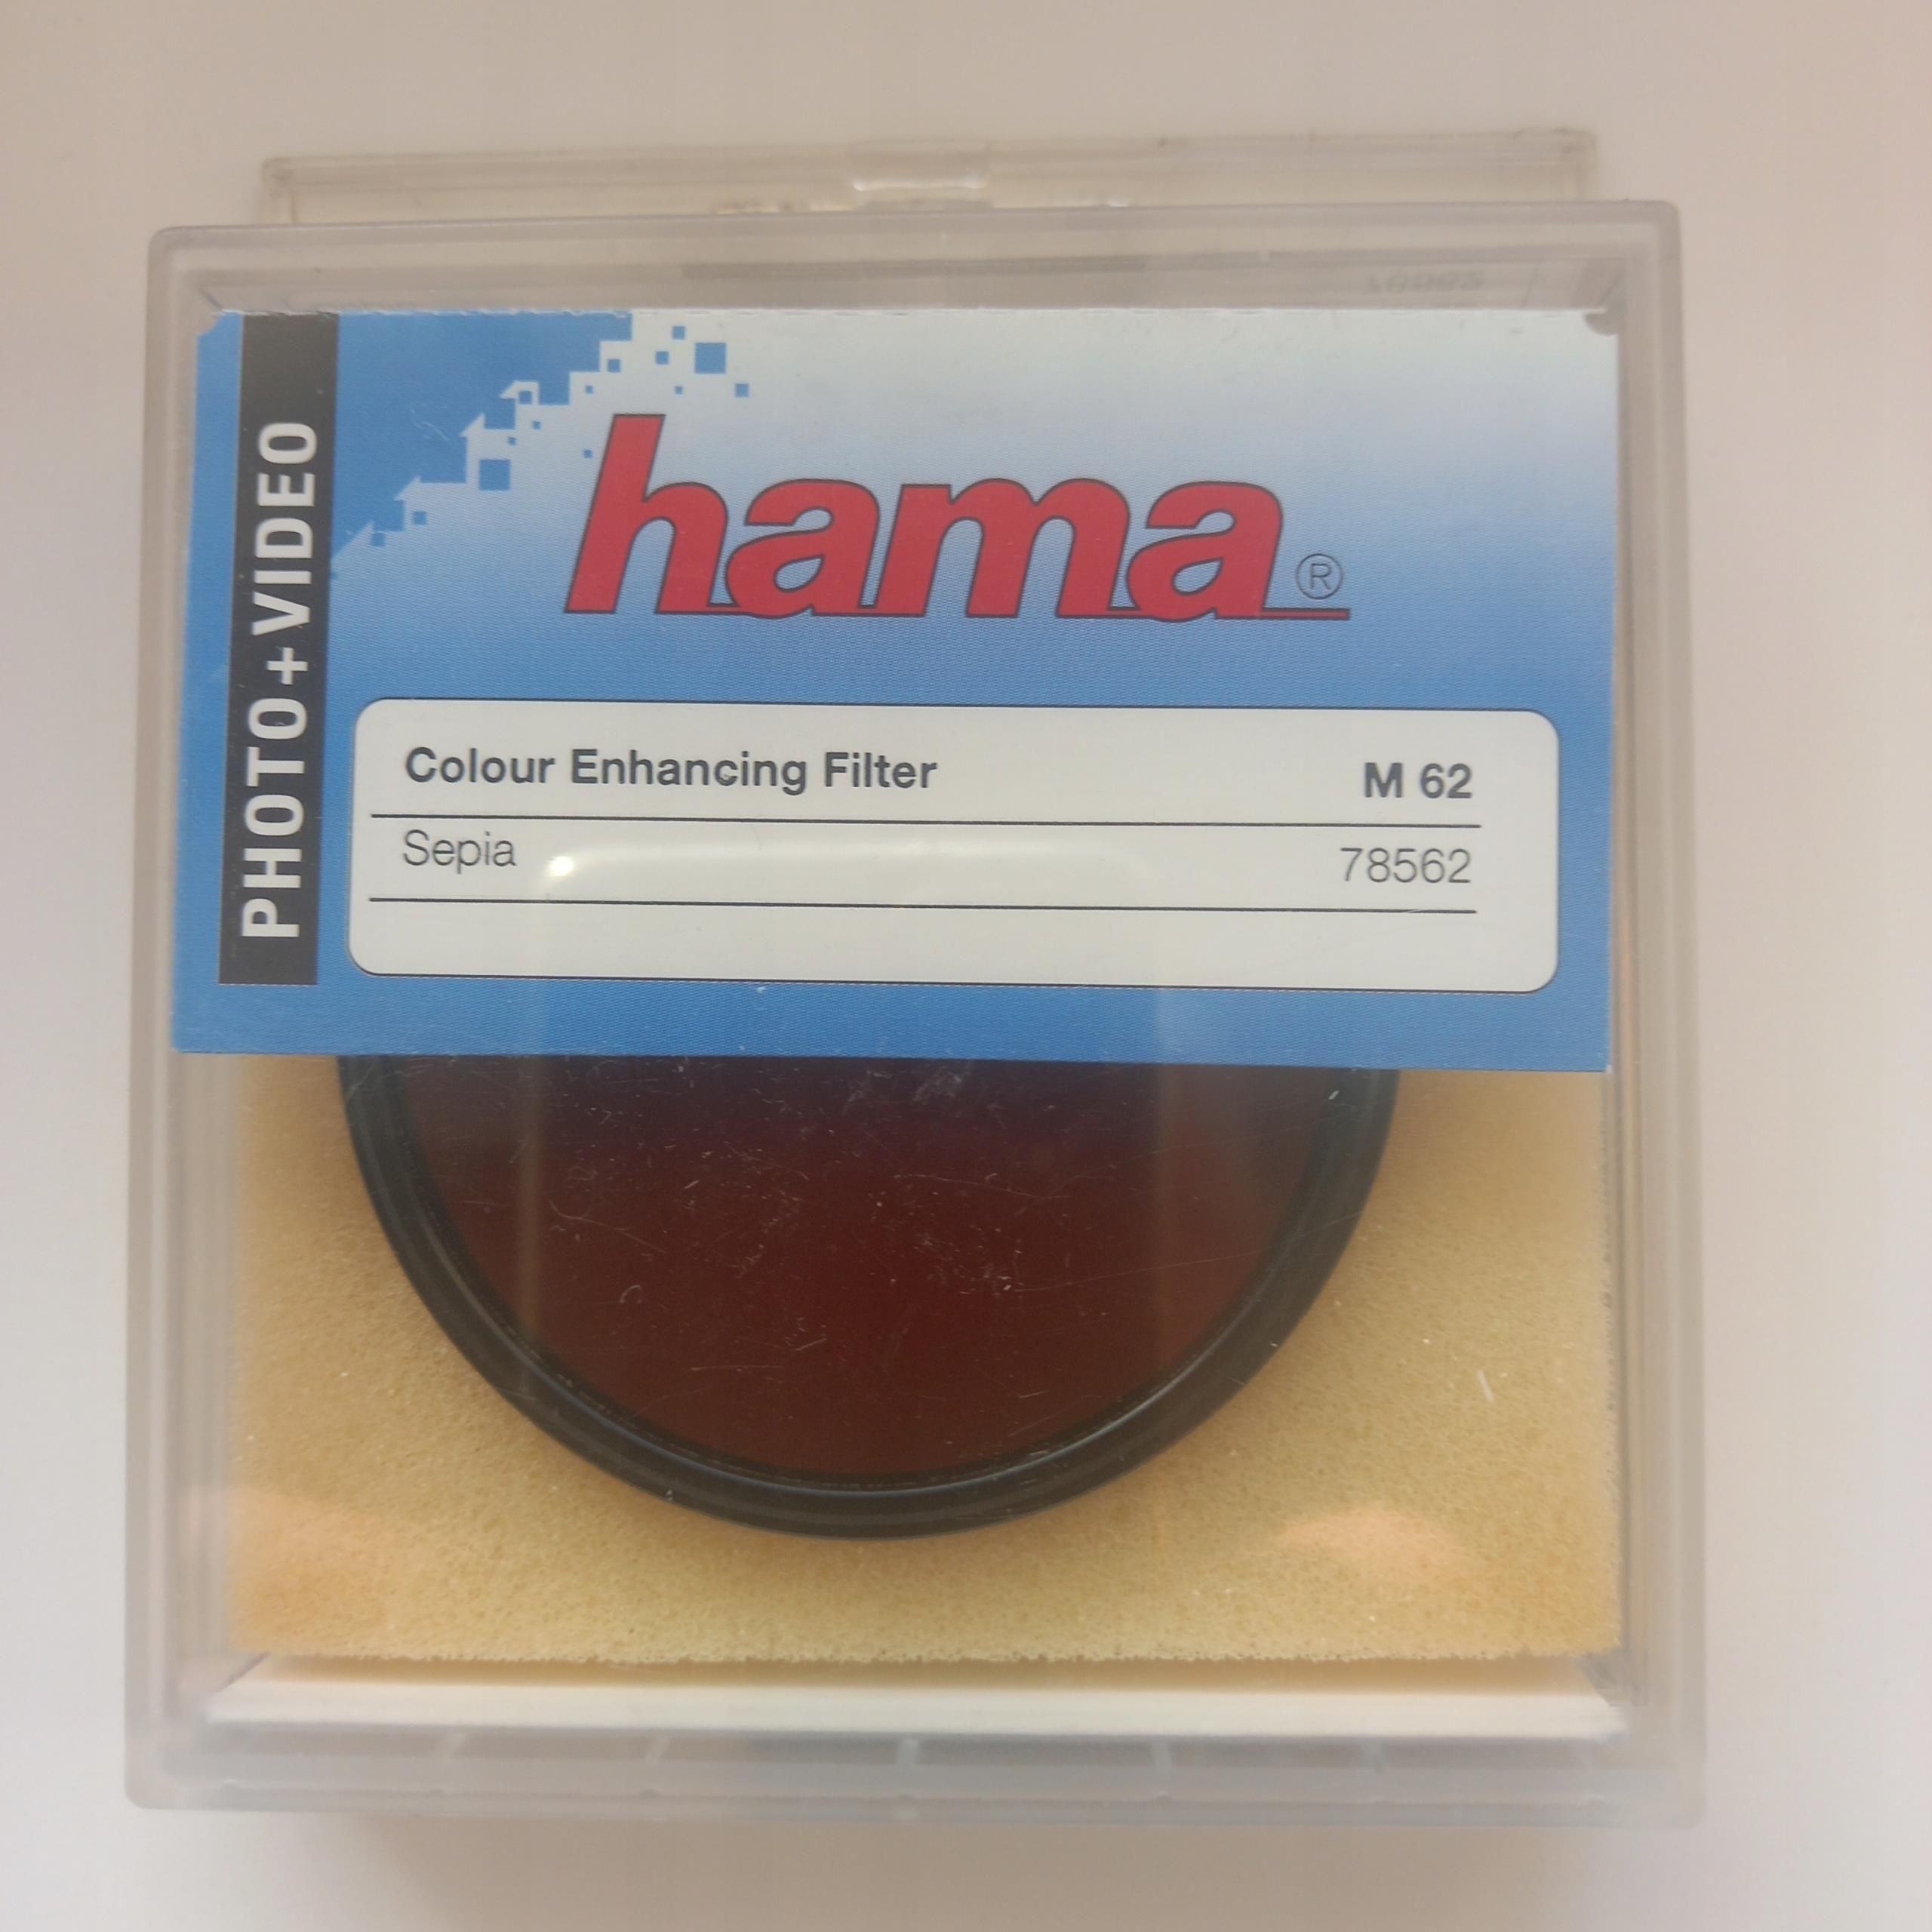 PHOTO+VIDEO
hama®
Colour Enhancing Filter M 62
Sepia 78562